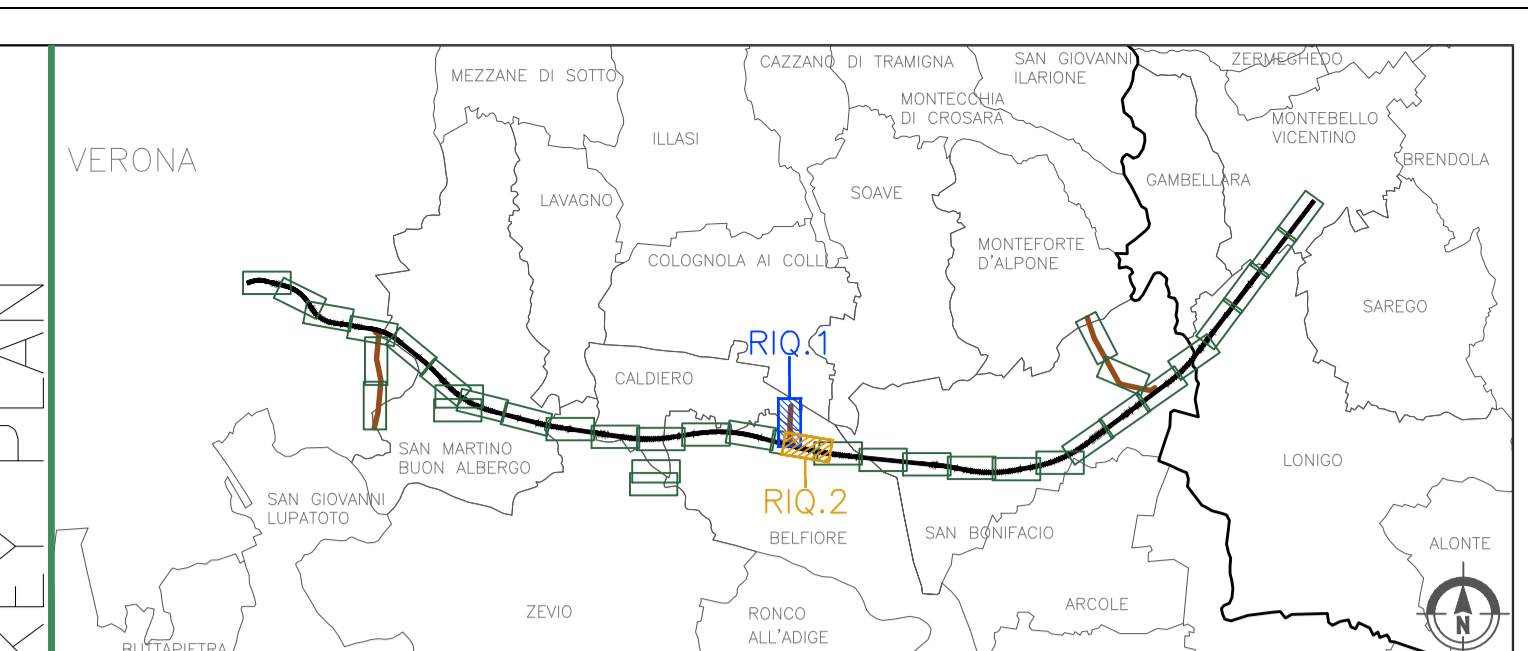 KEY PLAN
MEZZANE DI SOTTO
CAZZANO DI TRAMIGNA
SAN GIOVANNI
ILARIONE
ZERMEGHEDO
MONTECCHIA
DI CROSARA
MONTEBELLO
VICENTINO
ILLASI
VERONA
BRENDOLA
GAMBELLARA
LAVAGNO
SOAVE
MONTEFORTE
D'ALPONE
COLOGNOLA AI COLL
SAREGO
RIQ.1
CALDIERO
SAN MARTINO
BUON ALBERGO
LONIGO
SAN GIOVANNI
LUPATOTO
RIQ.2
BELFIORE
SAN BONIFACIO
ALONTE
ZEVIO
RONCO
ALL'ADIGE
ARCOLE
N
BUTTAPIETRA